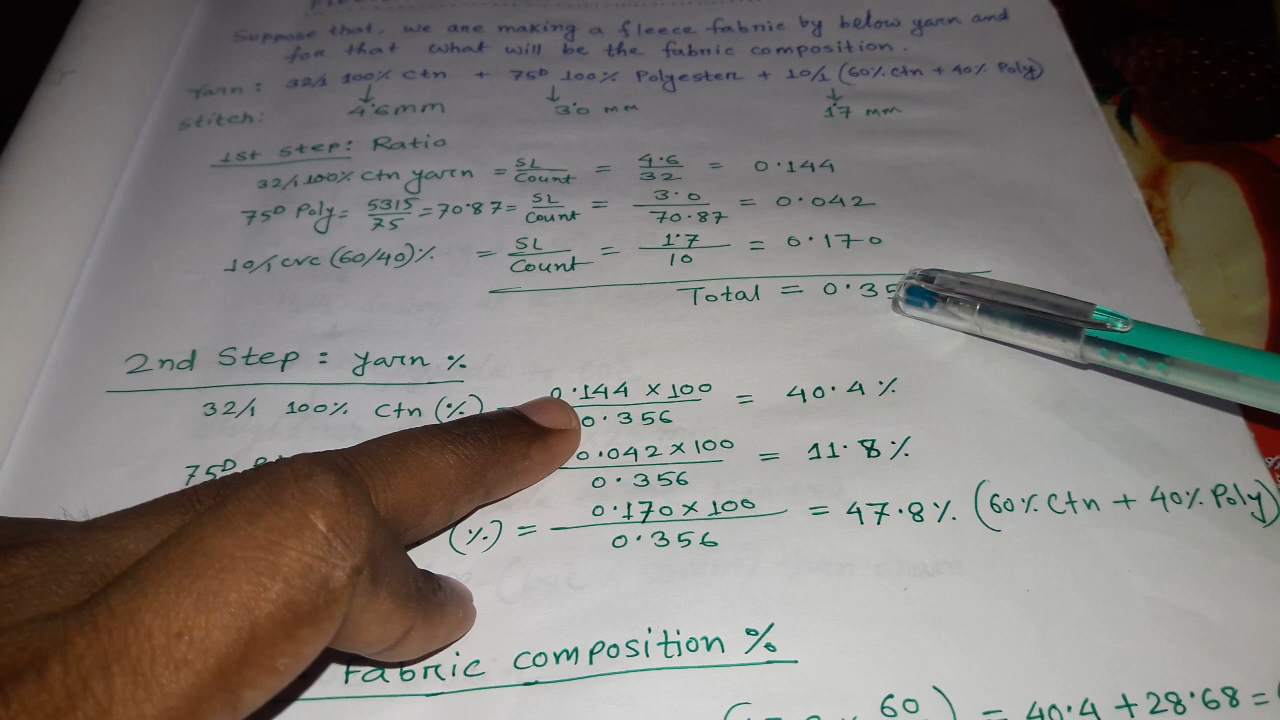 Suppose that, we are making a fleece fabric by below yarn and
for that what will be the fabric composition.
Yarn : 32/1 100% Ctn + 75D 100% Polyester + 10/1 (60% Ctn + 40% Poly)
↓ ↓ ↓
Stitch: 4.6mm 3.0 mm 1.7 mm
1st Step: Ratio
32/1 100% Ctn yarn = SL/Count = 4.6/32 = 0.144
75D Poly = 5315/75 = 70.87 = SL/Count = 3.0/70.87 = 0.042
10/1 CVC (60/40)% = SL/Count = 1.7/10 = 0.170
Total = 0.35
2nd Step : Yarn %
32/1 100% Ctn (%) = 0.144 x 100/0.356 = 40.4%
75D 0.042 x 100/0.356 = 11.8%
(%) = 0.170 x 100/0.356 = 47.8% (60% Ctn + 40% Poly)
Fabric composition %
60) = 40.4 + 28.68 =